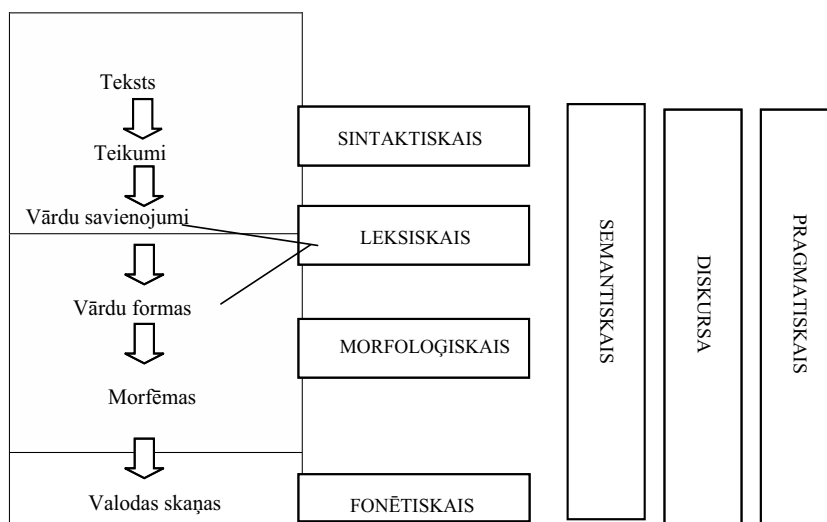 Teksts
Teikumi
Vārdu savienojumi
Vārdu formas
Morfēmas
Valodas skaņas
SINTAKTISKAIS
LEKSISKAIS
MORFOLOĢISKAIS
FONĒTISKAIS
SEMANTISKAIS
DISKURSA
PRAGMATISKAIS